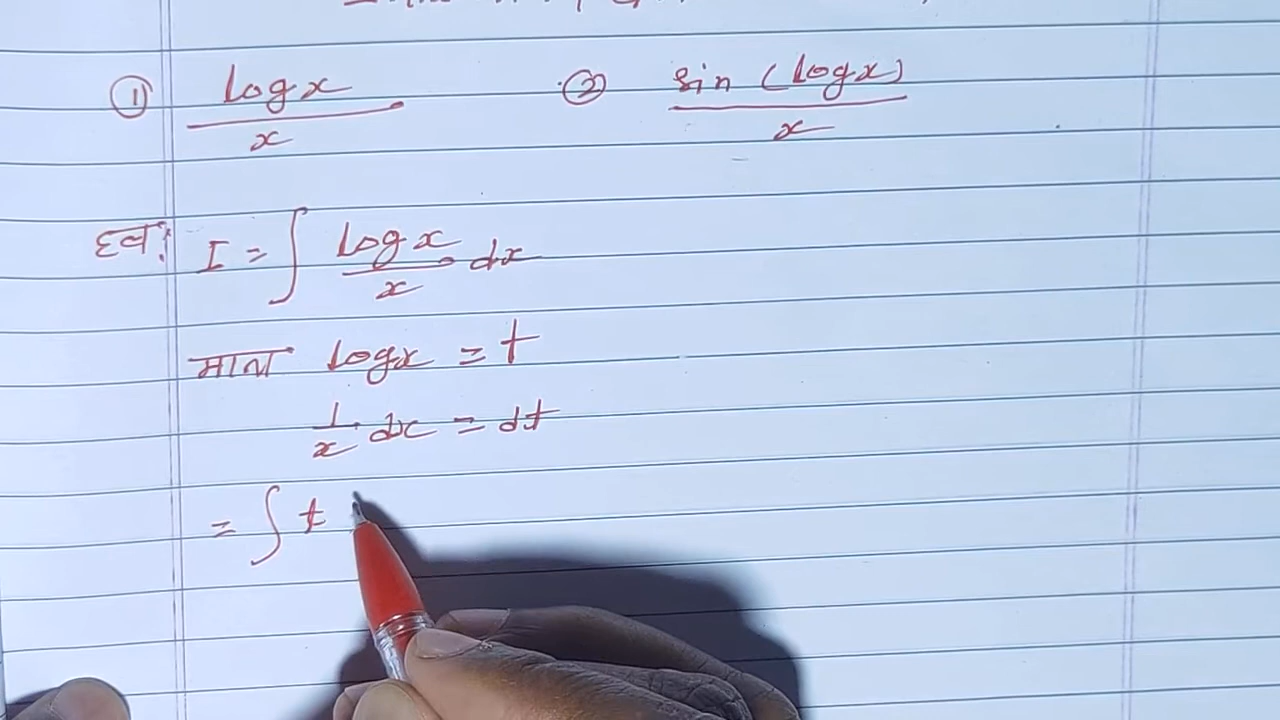 ① log x / x ② sin (log x) / x
हल: I = ∫ log x / x dx
माना log x = t
1/x dx = dt
= ∫ t